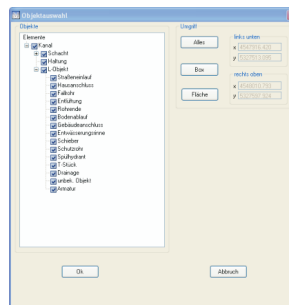 Objektauswahl
Objekte
Elemente
Kanal
Schacht
Haltung
L-Objekt
Straßeneinlauf
Hausanschluss
Fallrohr
Entlüftung
Rohrende
Bodenablauf
Gebäudeanschluss
Entwässerungsrinne
Schieber
Schutzrohr
Spülhydrant
T-Stück
Drainage
unbek. Objekt
Armatur
Umgriff
Alles
Box
Fläche
links unten
x
y
rechts oben
x
y
Ok
Abbruch